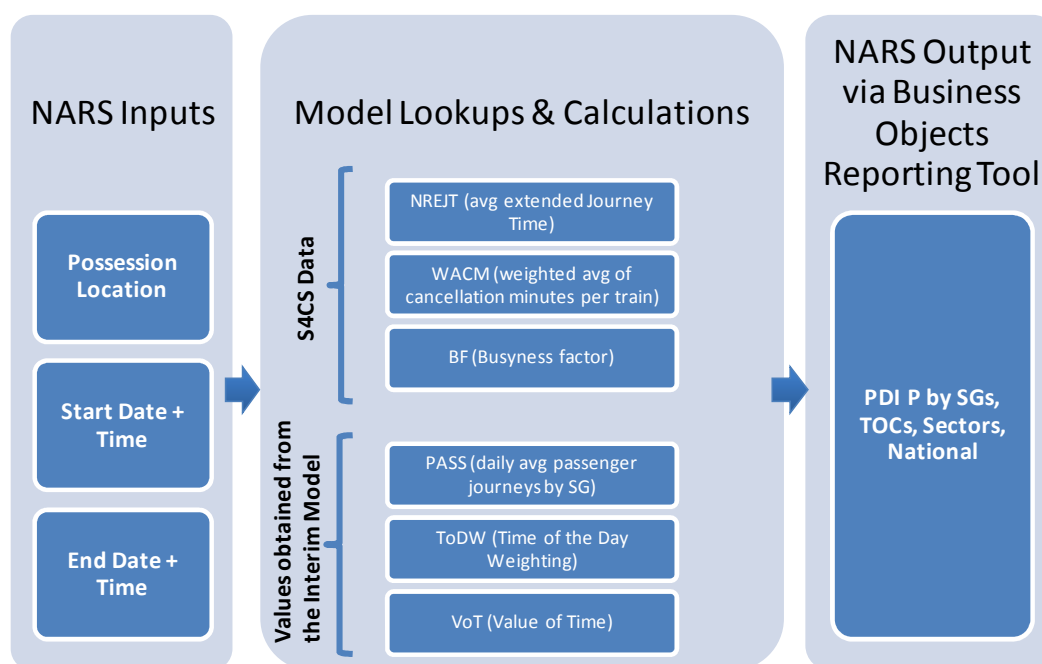 NARS Inputs
Possession
Location
Start Date +
Time
End Date +
Time
Model Lookups & Calculations
S4CS Data
NREJT (avg extended Journey
Time)
WACM (weighted avg of
cancellation minutes per train)
BF (Busyness factor)
Values obtained from
the Interim Model
PASS (daily avg passenger
journeys by SG)
ToDW (Time of the Day
Weighting)
VoT (Value of Time)
NARS Output
via Business
Objects
Reporting Tool
PDI P by SGs,
TOCs, Sectors,
National